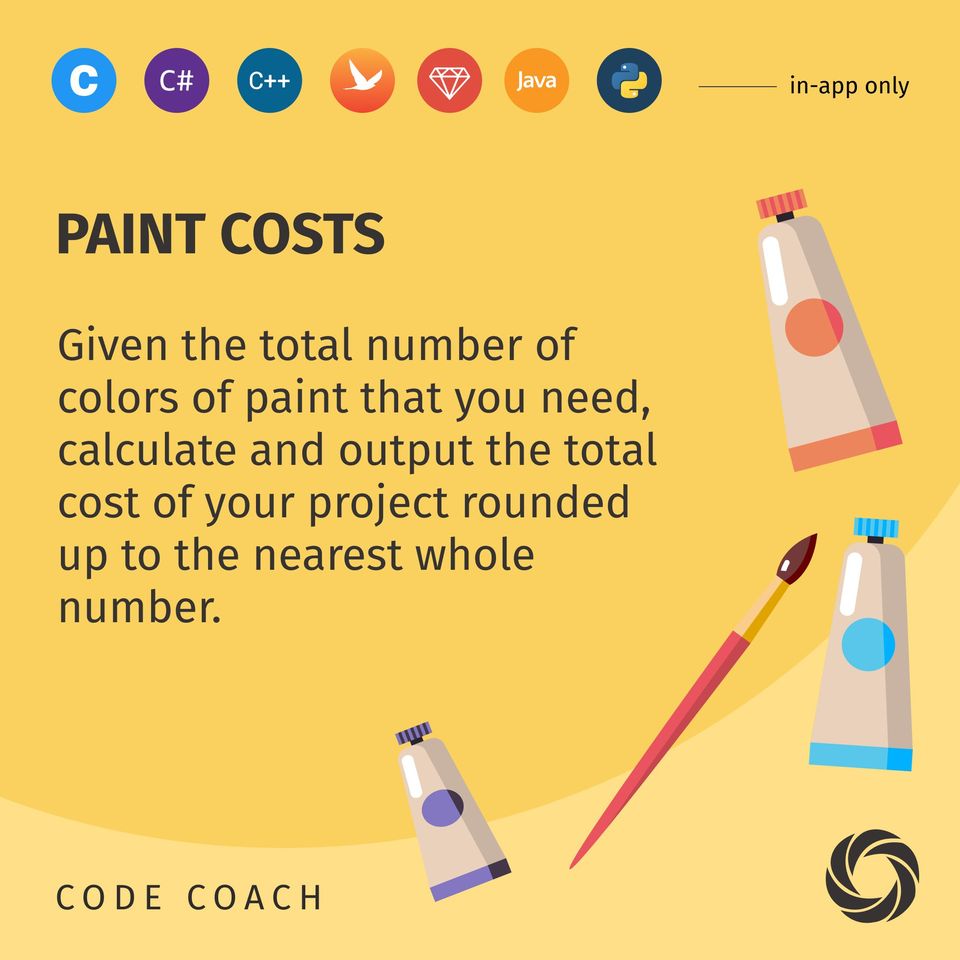 C C# C++ Java in-app only
PAINT COSTS
Given the total number of
colors of paint that you need,
calculate and output the total
cost of your project rounded
up to the nearest whole
number.
CODE COACH